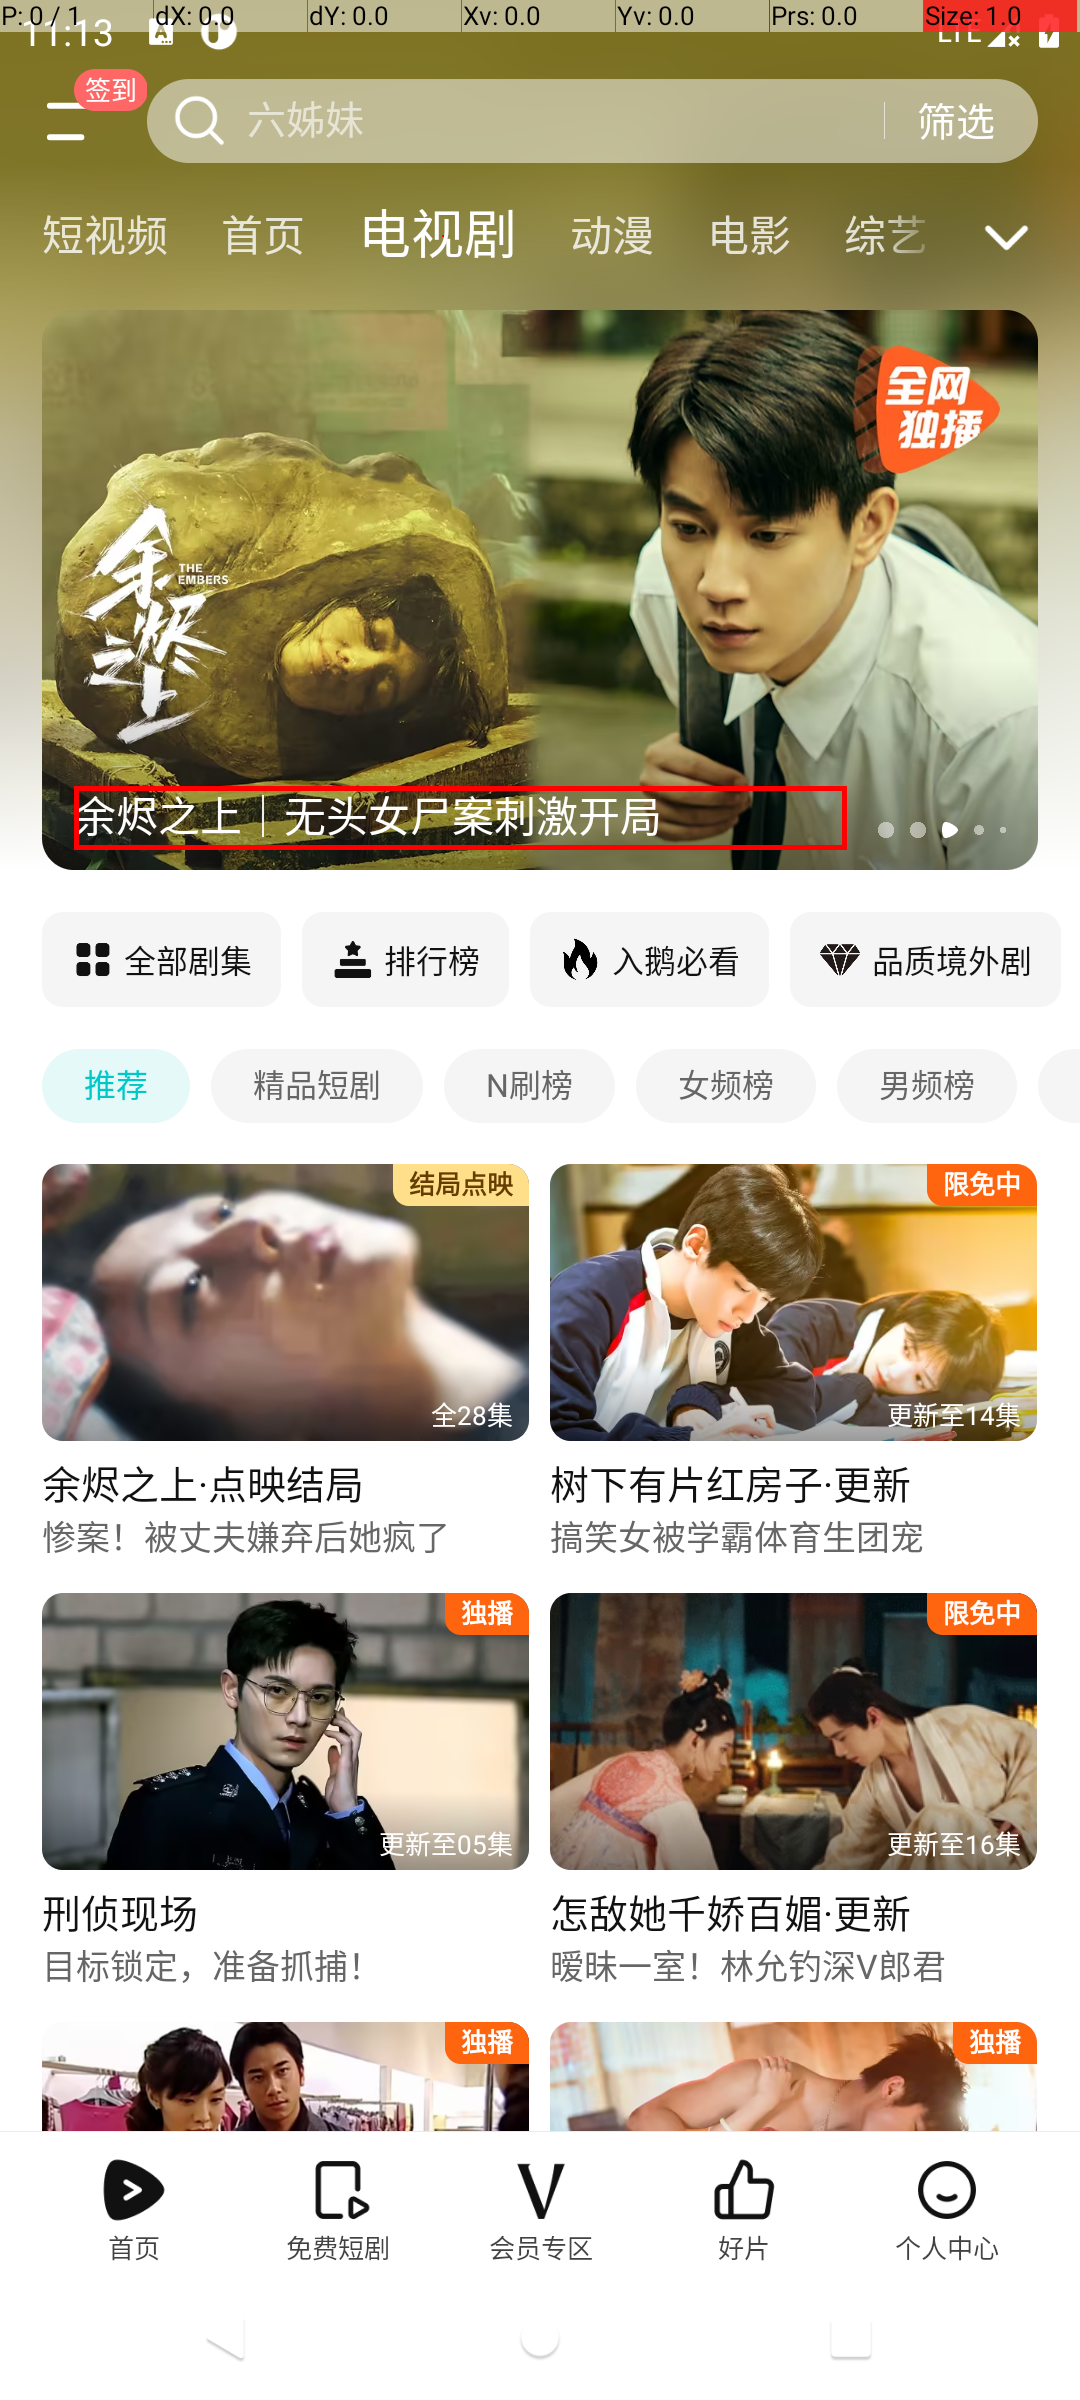 P: 0 / 1 dX: 0.0 dY: 0.0 Xv: 0.0 Yv: 0.0 Prs: 0.0 Size: 1.0
11:13 A LTE
签到
六姊妹 筛选
短视频 首页 电视剧 动漫 电影 综艺
全网
独播
余烬之上
THE
EMBERS
余烬之上｜无头女尸案刺激开局
全部剧集 排行榜 入鹅必看 品质境外剧
推荐 精品短剧 N刷榜 女频榜 男频榜
结局点映 限免中
全28集 更新至14集
余烬之上·点映结局 树下有片红房子·更新
惨案！被丈夫嫌弃后她疯了 搞笑女被学霸体育生团宠
独播 限免中
更新至05集 更新至16集
刑侦现场 怎敌她千娇百媚·更新
目标锁定，准备抓捕！ 暧昧一室！林允钓深V郎君
独播 独播
首页 免费短剧 会员专区 好片 个人中心